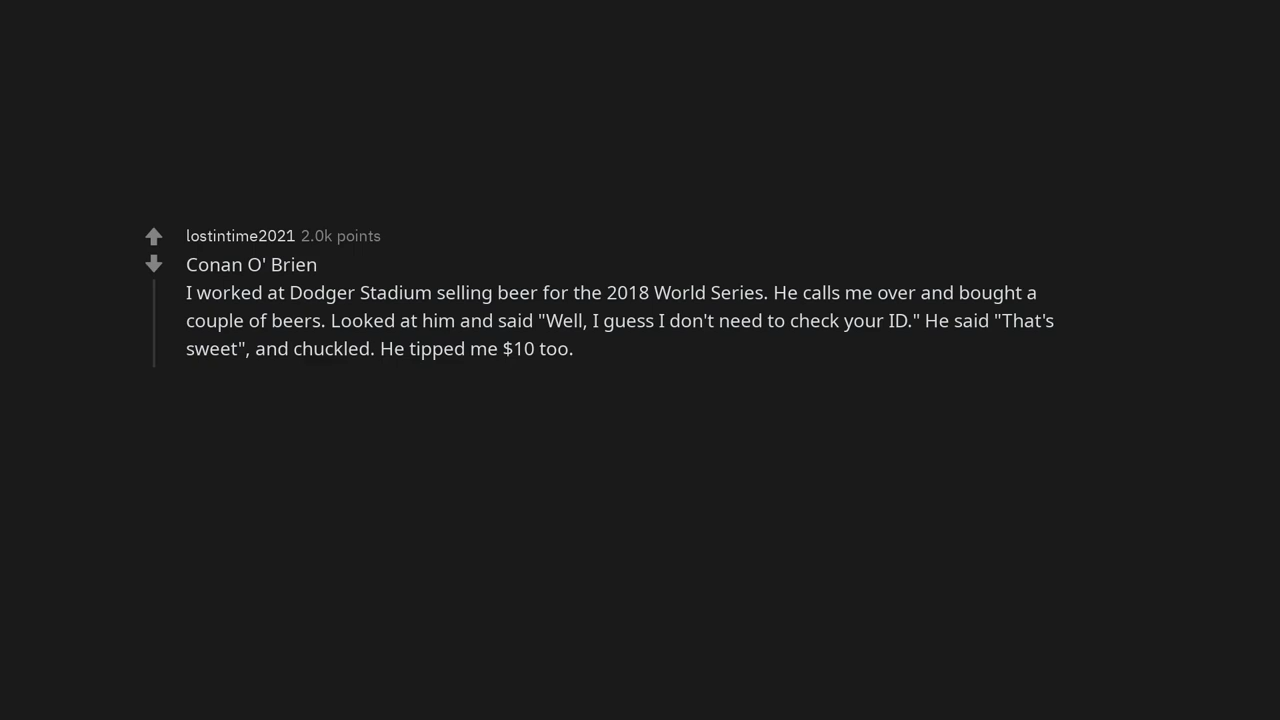 lostintime2021 2.0k points
Conan O' Brien
I worked at Dodger Stadium selling beer for the 2018 World Series. He calls me over and bought a
couple of beers. Looked at him and said "Well, I guess I don't need to check your ID." He said "That's
sweet", and chuckled. He tipped me $10 too.